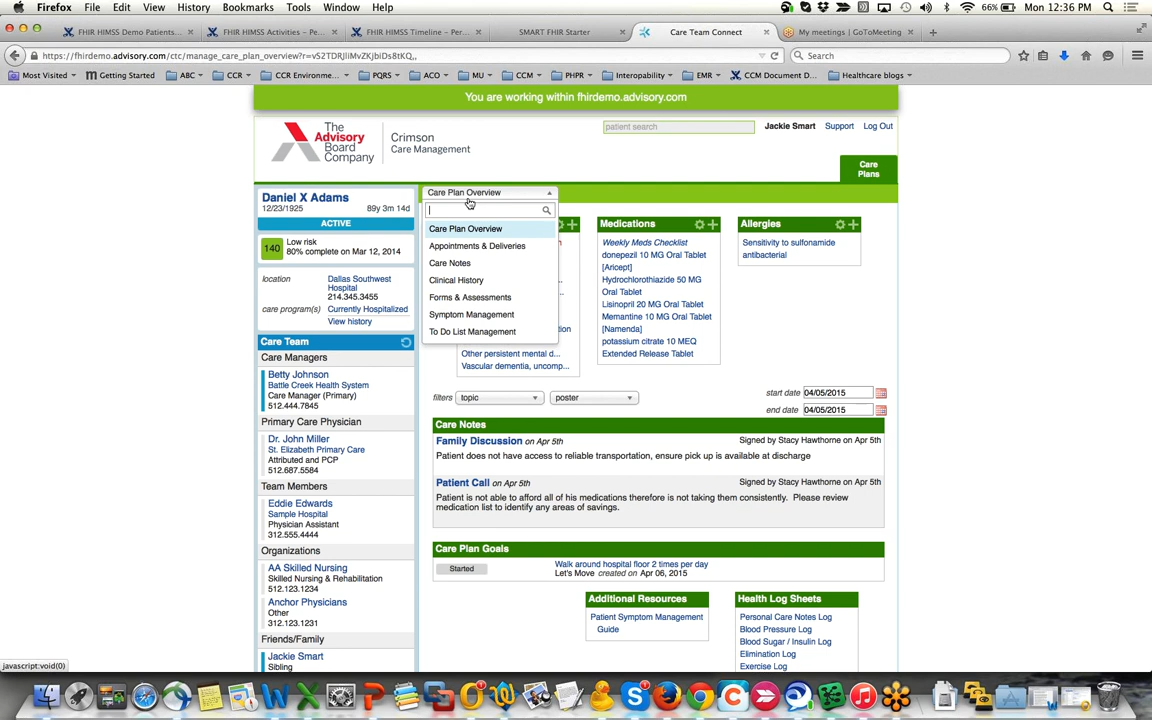 Firefox File Edit View History Bookmarks Tools Window Help 66% Mon 12:36 PM
FHIR HIMSS Demo Patients... FHIR HIMSS Activities – Pe... FHIR HIMSS Timeline – Per... SMART FHIR Starter Care Team Connect My meetings | GoToMeeting
https://fhirdemo.advisory.com/ctc/manage_care_plan_overview?r=vS2TDRJIiMvZKjbiDs8tKQ,, Search
Most Visited Getting Started ABC CCR CCR Environme... PQRS ACO MU CCM PHPR Interopability EMR CCM Document D... Healthcare blogs
You are working within fhirdemo.advisory.com
The
Advisory
Board
Company
Crimson
Care Management
patient search Jackie Smart Support Log Out
Care
Plans
Daniel X Adams
12/23/1925 89y 3m 14d
ACTIVE
140 Low risk
80% complete on Mar 12, 2014
location Dallas Southwest
Hospital
214.345.3455
care program(s) Currently Hospitalized
View history
Care Team
Care Managers
Betty Johnson
Battle Creek Health System
Care Manager (Primary)
512.444.7845
Primary Care Physician
Dr. John Miller
St. Elizabeth Primary Care
Attributed and PCP
512.687.5584
Team Members
Eddie Edwards
Sample Hospital
Physician Assistant
312.555.4444
Organizations
AA Skilled Nursing
Skilled Nursing & Rehabilitation
512.123.1234
Anchor Physicians
Other
312.123.1231
Friends/Family
Jackie Smart
Sibling
Care Plan Overview
Care Plan Overview
Appointments & Deliveries
Care Notes
Clinical History
Forms & Assessments
Symptom Management
To Do List Management
Other persistent mental d...
Vascular dementia, uncomp...
Medications
Weekly Meds Checklist
donepezil 10 MG Oral Tablet
[Aricept]
Hydrochlorothiazide 50 MG
Oral Tablet
Lisinopril 20 MG Oral Tablet
Memantine 10 MG Oral Tablet
[Namenda]
potassium citrate 10 MEQ
Extended Release Tablet
Allergies
Sensitivity to sulfonamide
antibacterial
filters topic poster
start date 04/05/2015
end date 04/05/2015
Care Notes
Family Discussion on Apr 5th Signed by Stacy Hawthorne on Apr 5th
Patient does not have access to reliable transportation, ensure pick up is available at discharge
Patient Call on Apr 5th Signed by Stacy Hawthorne on Apr 5th
Patient is not able to afford all of his medications therefore is not taking them consistently. Please review
medication list to identify any areas of savings.
Care Plan Goals
Started Walk around hospital floor 2 times per day
Let's Move created on Apr 06, 2015
Additional Resources
Patient Symptom Management
Guide
Health Log Sheets
Personal Care Notes Log
Blood Pressure Log
Blood Sugar / Insulin Log
Elimination Log
Exercise Log
javascript:void(0)